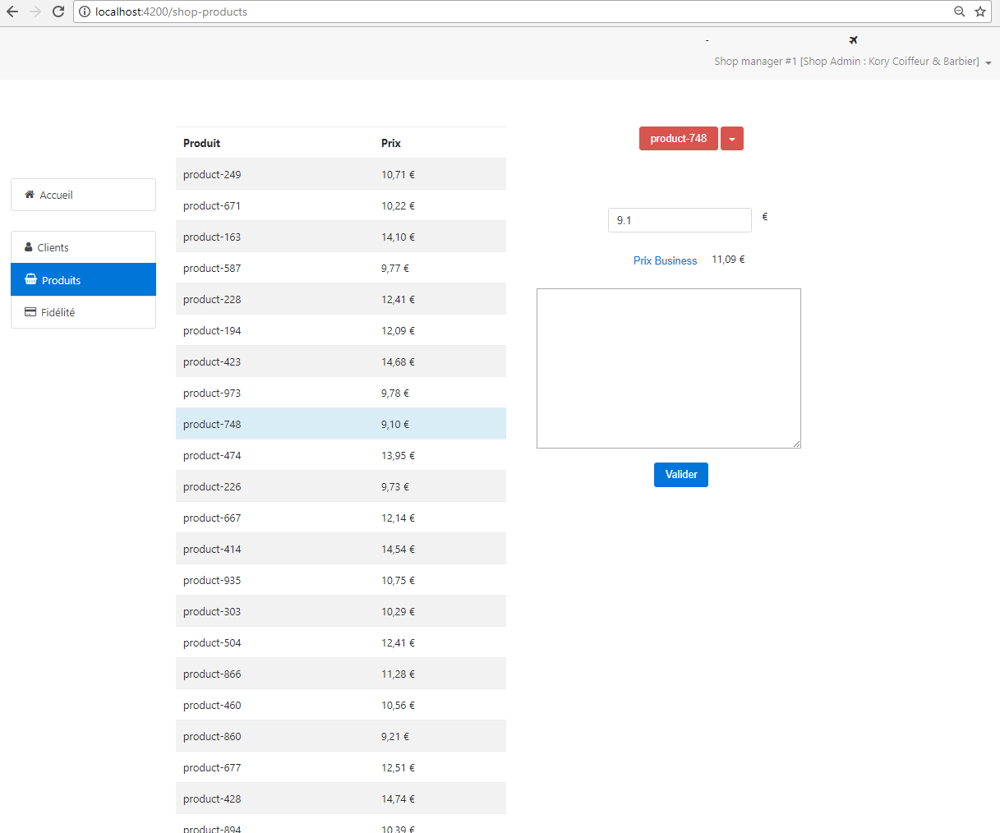 localhost:4200/shop-products
-
Shop manager #1 [Shop Admin : Kory Coiffeur & Barbier]
Accueil
Clients
Produits
Fidélité
Produit Prix
product-249 10,71 €
product-671 10,22 €
product-163 14,10 €
product-587 9,77 €
product-228 12,41 €
product-194 12,09 €
product-423 14,68 €
product-973 9,78 €
product-748 9,10 €
product-474 13,95 €
product-226 9,73 €
product-667 12,14 €
product-414 14,54 €
product-935 10,75 €
product-303 10,29 €
product-504 12,41 €
product-866 11,28 €
product-460 10,56 €
product-860 9,21 €
product-677 12,51 €
product-428 14,74 €
product-894 10,39 €
product-748
9.1 €
Prix Business 11,09 €
Valider